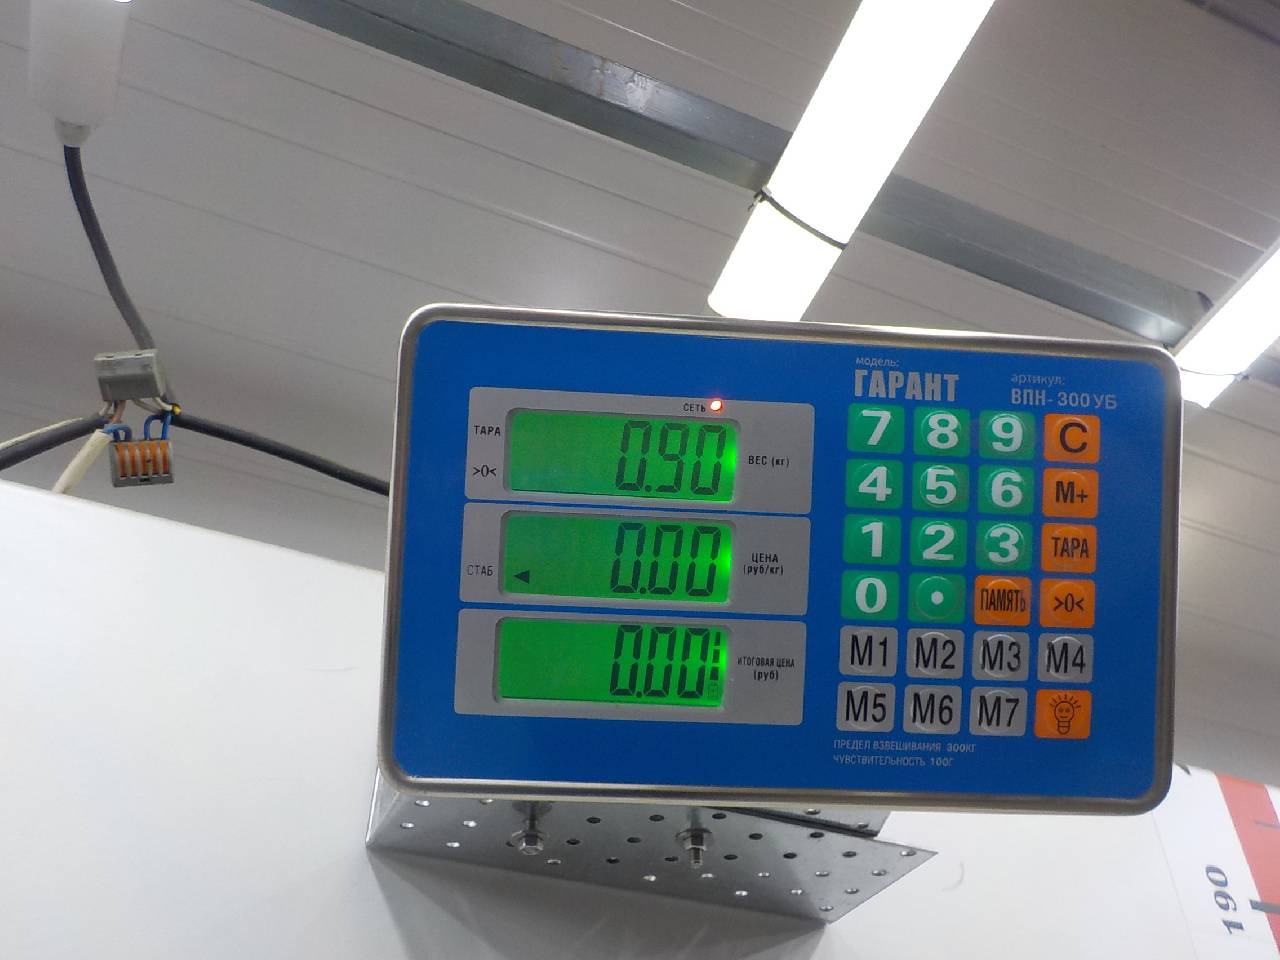 модель:
ГАРАНТ
артикул:
ВПН-300УБ
СЕТЬ
ТАРА
>0<
0.90
ВЕС (кг)
СТАБ
0.00
ЦЕНА
(руб/кг)
0.00
ИТОГОВАЯ ЦЕНА
(руб)
7 8 9 C
4 5 6 M+
1 2 3 ТАРА
0 . ПАМЯТЬ >0<
M1 M2 M3 M4
M5 M6 M7
ПРЕДЕЛ ВЗВЕШИВАНИЯ 300КГ
ЧУВСТВИТЕЛЬНОСТЬ 100Г
190